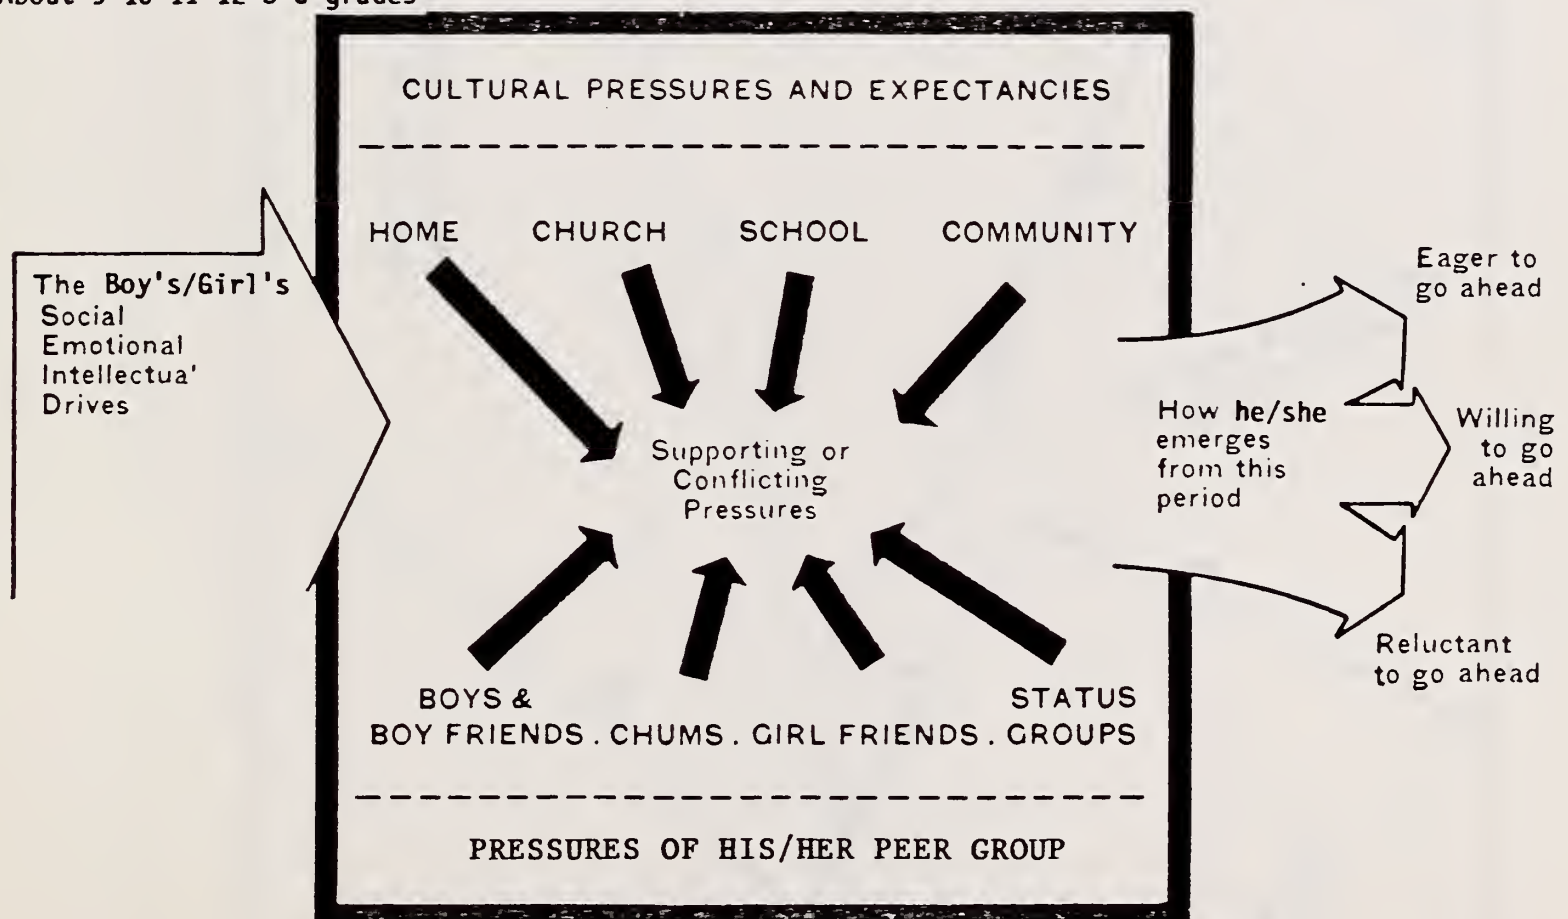 CULTURAL PRESSURES AND EXPECTANCIES
HOME CHURCH SCHOOL COMMUNITY
The Boy's/Girl's
Social
Emotional
Intellectua'
Drives
Supporting or
Conflicting
Pressures
How he/she
emerges
from this
period
Eager to
go ahead
Willing
to go
ahead
Reluctant
to go ahead
BOYS & STATUS
BOY FRIENDS . CHUMS . GIRL FRIENDS . GROUPS
PRESSURES OF HIS/HER PEER GROUP